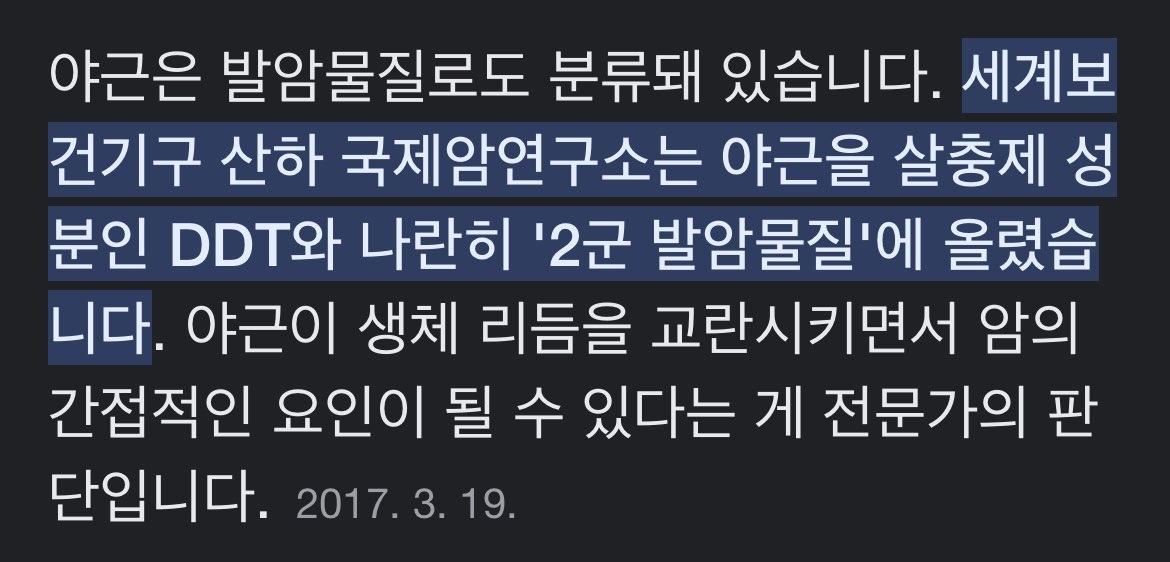 야근은 발암물질로도 분류돼 있습니다. 세계보
건기구 산하 국제암연구소는 야근을 살충제 성
분인 DDT와 나란히 '2군 발암물질'에 올렸습
니다. 야근이 생체 리듬을 교란시키면서 암의
간접적인 요인이 될 수 있다는 게 전문가의 판
단입니다. 2017. 3. 19.